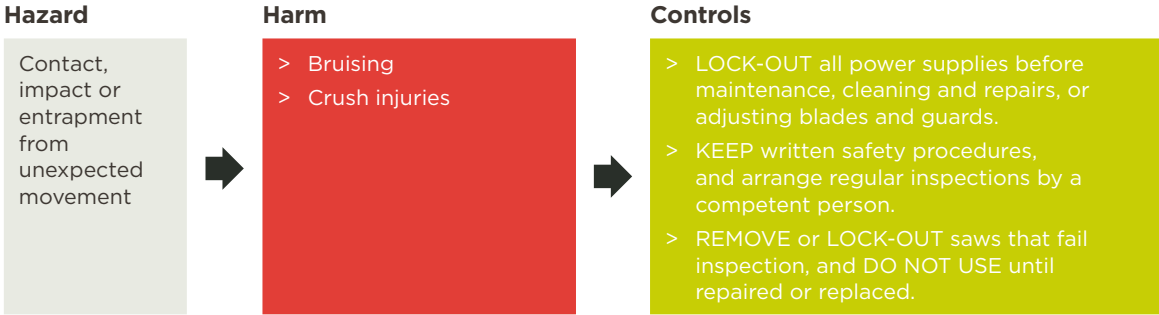 Hazard
Harm
Controls
Contact,
impact or
entrapment
from
unexpected
movement
> Bruising
> Crush injuries
> LOCK-OUT all power supplies before
maintenance, cleaning and repairs, or
adjusting blades and guards.
> KEEP written safety procedures,
and arrange regular inspections by a
competent person.
> REMOVE or LOCK-OUT saws that fail
inspection, and DO NOT USE until
repaired or replaced.